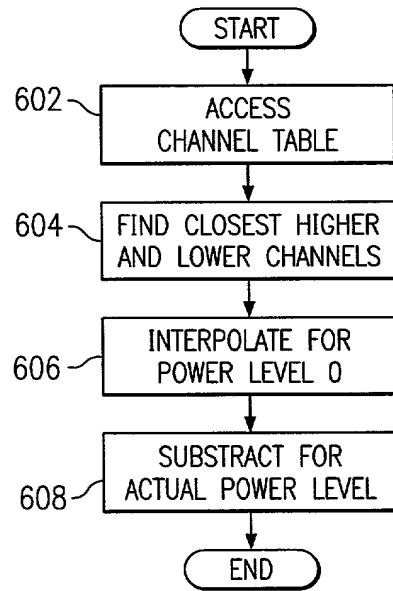 START
602
ACCESS
CHANNEL TABLE
604
FIND CLOSEST HIGHER
AND LOWER CHANNELS
606
INTERPOLATE FOR
POWER LEVEL 0
608
SUBSTRACT FOR
ACTUAL POWER LEVEL
END